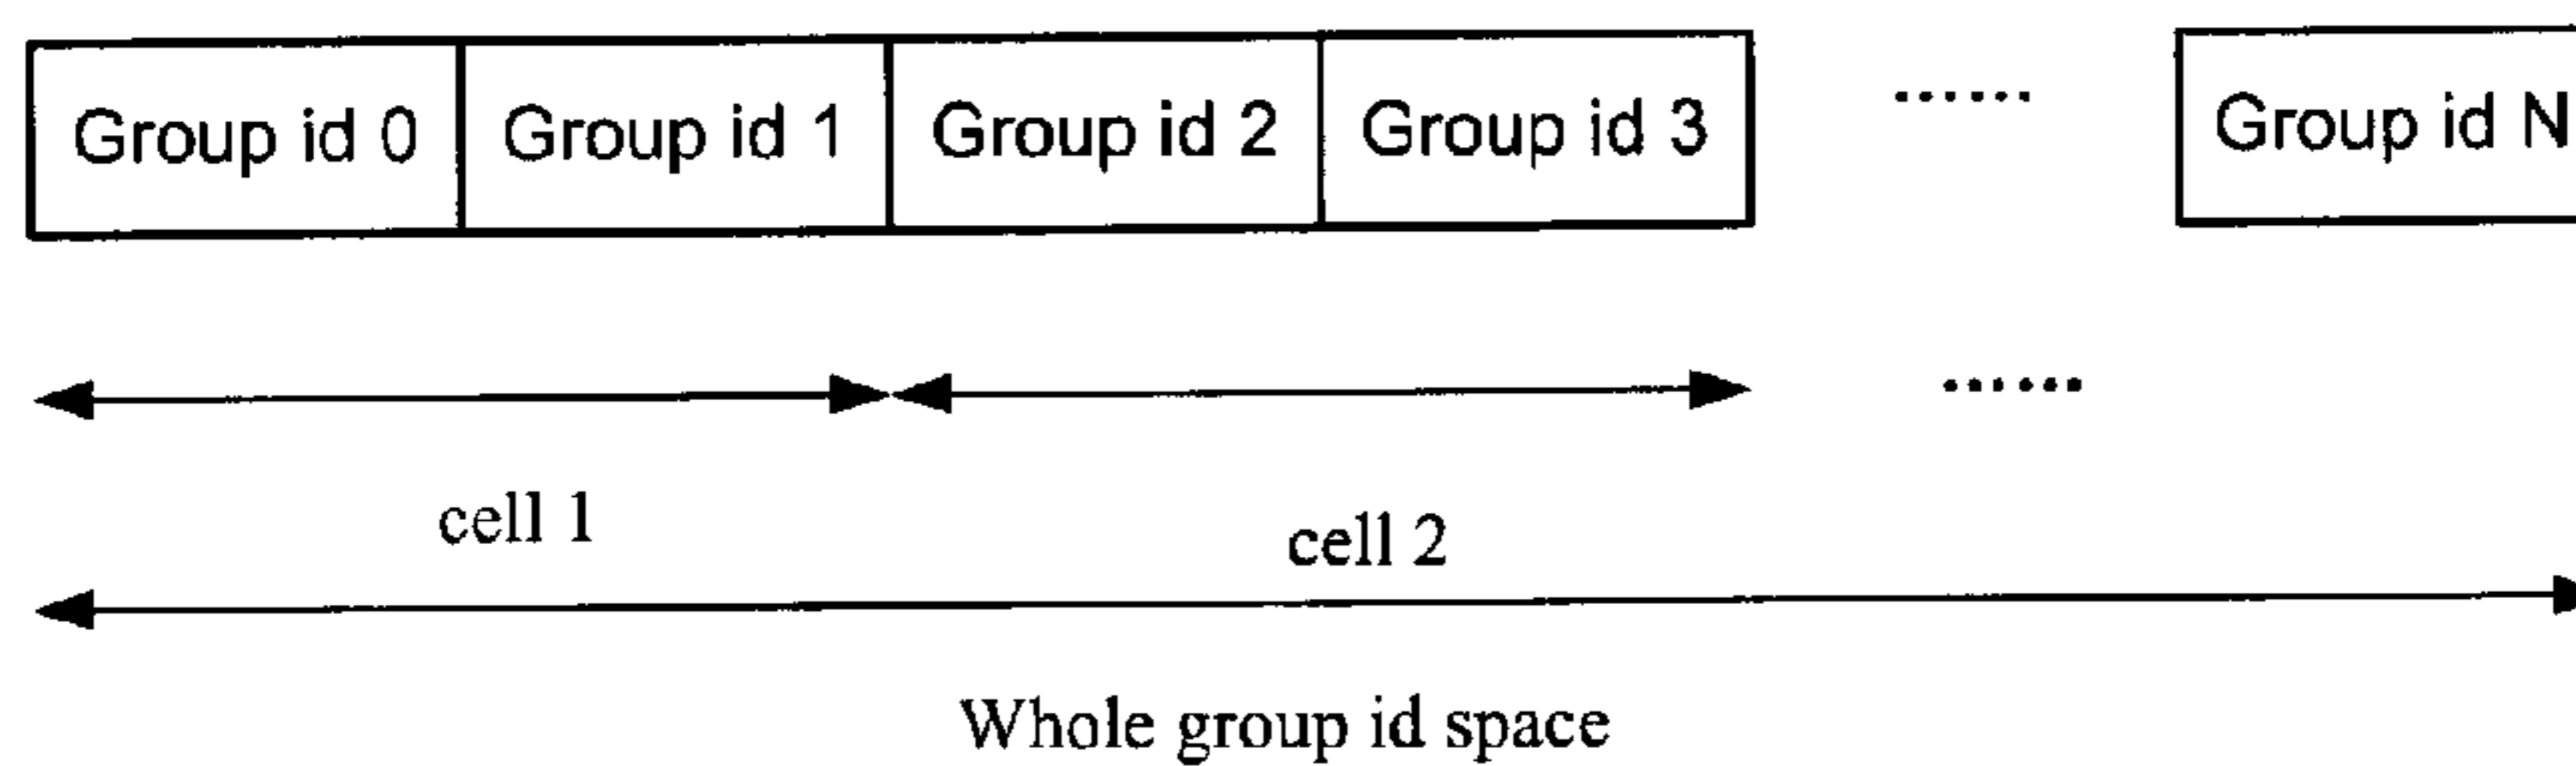 Group id 0 Group id 1 Group id 2 Group id 3 ...... Group id N
......
cell 1 cell 2
Whole group id space